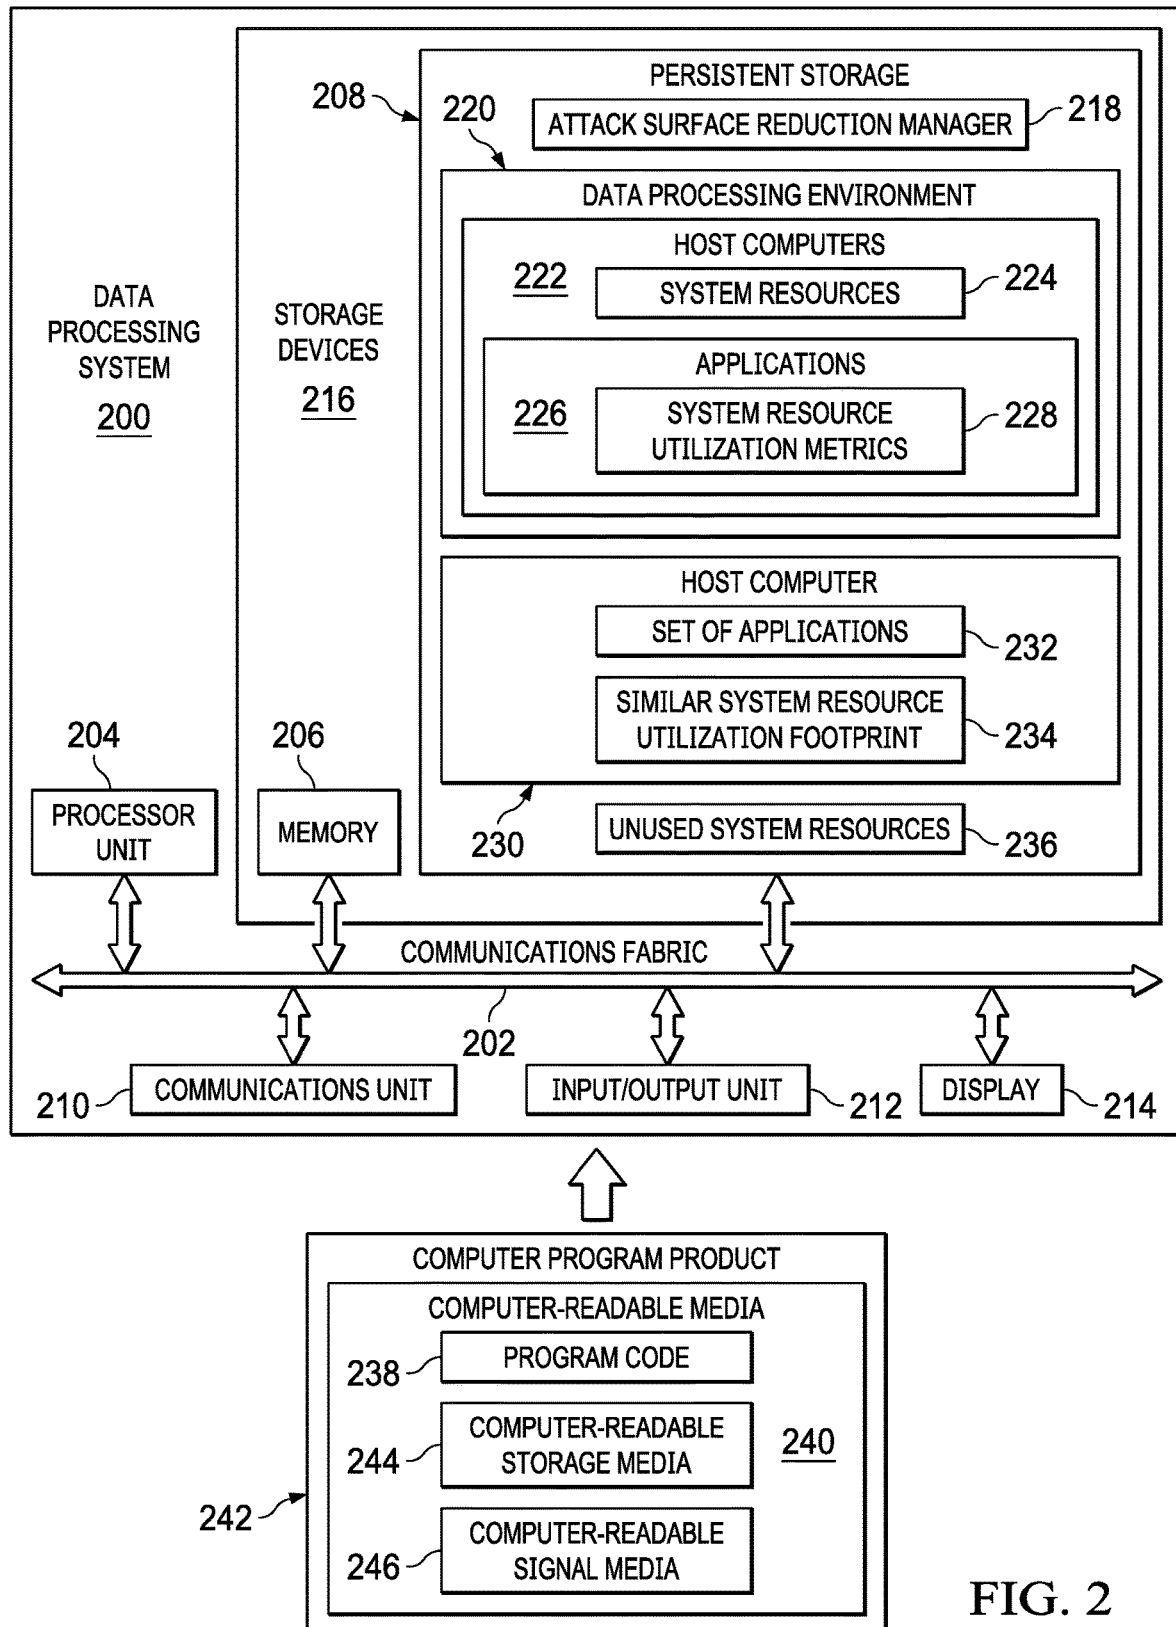 PERSISTENT STORAGE
208
ATTACK SURFACE REDUCTION MANAGER
218
220
DATA PROCESSING ENVIRONMENT
HOST COMPUTERS
222
SYSTEM RESOURCES
224
DATA
PROCESSING
SYSTEM
200
STORAGE
DEVICES
216
APPLICATIONS
226
SYSTEM RESOURCE
UTILIZATION METRICS
228
HOST COMPUTER
SET OF APPLICATIONS
232
SIMILAR SYSTEM RESOURCE
UTILIZATION FOOTPRINT
234
204
PROCESSOR
UNIT
206
MEMORY
230
UNUSED SYSTEM RESOURCES
236
COMMUNICATIONS FABRIC
202
210
COMMUNICATIONS UNIT
INPUT/OUTPUT UNIT
212
DISPLAY
214
COMPUTER PROGRAM PRODUCT
COMPUTER-READABLE MEDIA
238
PROGRAM CODE
244
COMPUTER-READABLE
STORAGE MEDIA
240
242
246
COMPUTER-READABLE
SIGNAL MEDIA
FIG. 2